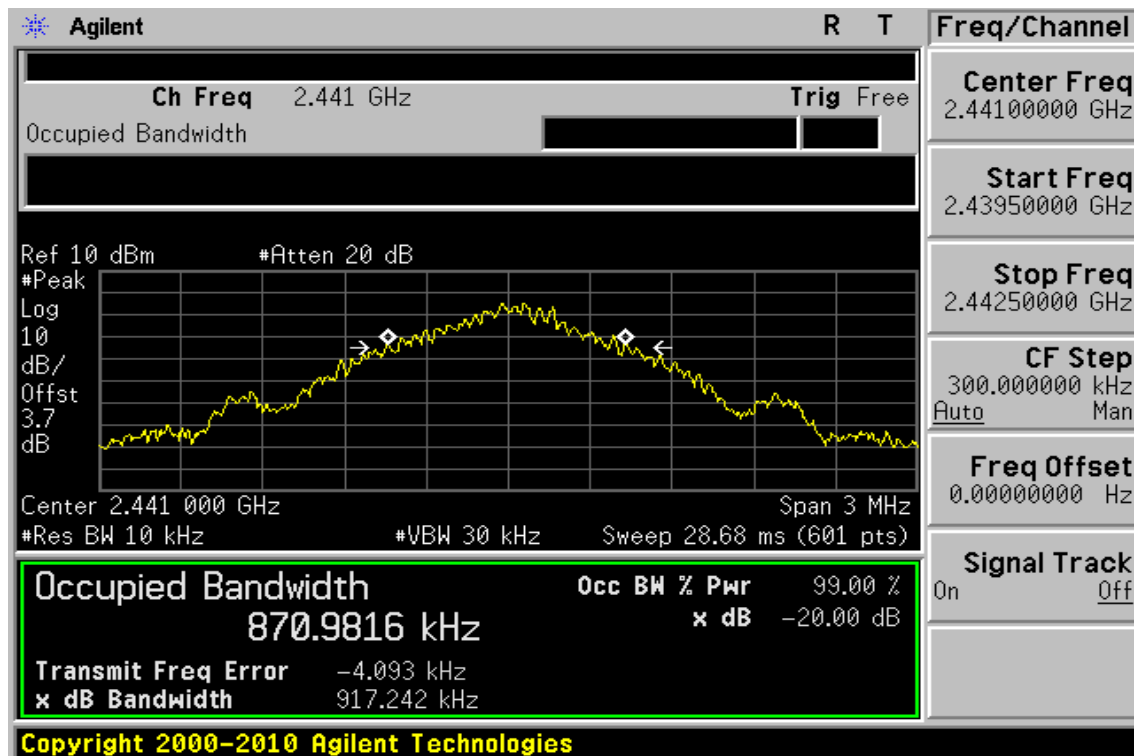 Agilent R T Freq/Channel
Ch Freq 2.441 GHz Trig Free
Occupied Bandwidth
Center Freq
2.44100000 GHz
Start Freq
2.43950000 GHz
Stop Freq
2.44250000 GHz
CF Step
300.000000 kHz
Auto Man
Freq Offset
0.00000000 Hz
Signal Track
On Off
Ref 10 dBm #Atten 20 dB
#Peak
Log
10
dB/
Offst
3.7
dB
Center 2.441 000 GHz Span 3 MHz
#Res BW 10 kHz #VBW 30 kHz Sweep 28.68 ms (601 pts)
Occupied Bandwidth Occ BW % Pwr 99.00 %
870.9816 kHz x dB -20.00 dB
Transmit Freq Error -4.093 kHz
x dB Bandwidth 917.242 kHz
Copyright 2000-2010 Agilent Technologies